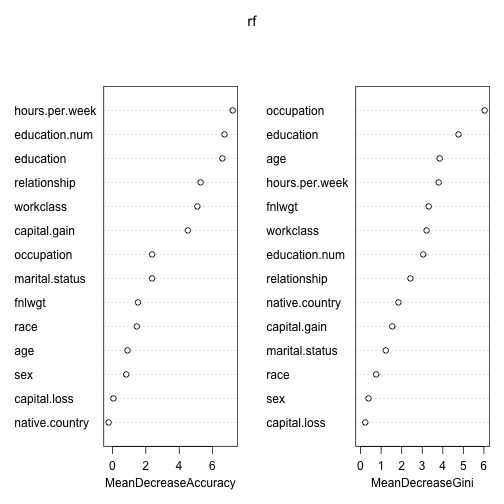 rf
hours.per.week
education.num
education
relationship
workclass
capital.gain
occupation
marital.status
fnlwgt
race
age
sex
capital.loss
native.country
0 2 4 6
MeanDecreaseAccuracy
occupation
education
age
hours.per.week
fnlwgt
workclass
education.num
relationship
native.country
capital.gain
marital.status
race
sex
capital.loss
0 1 2 3 4 5 6
MeanDecreaseGini